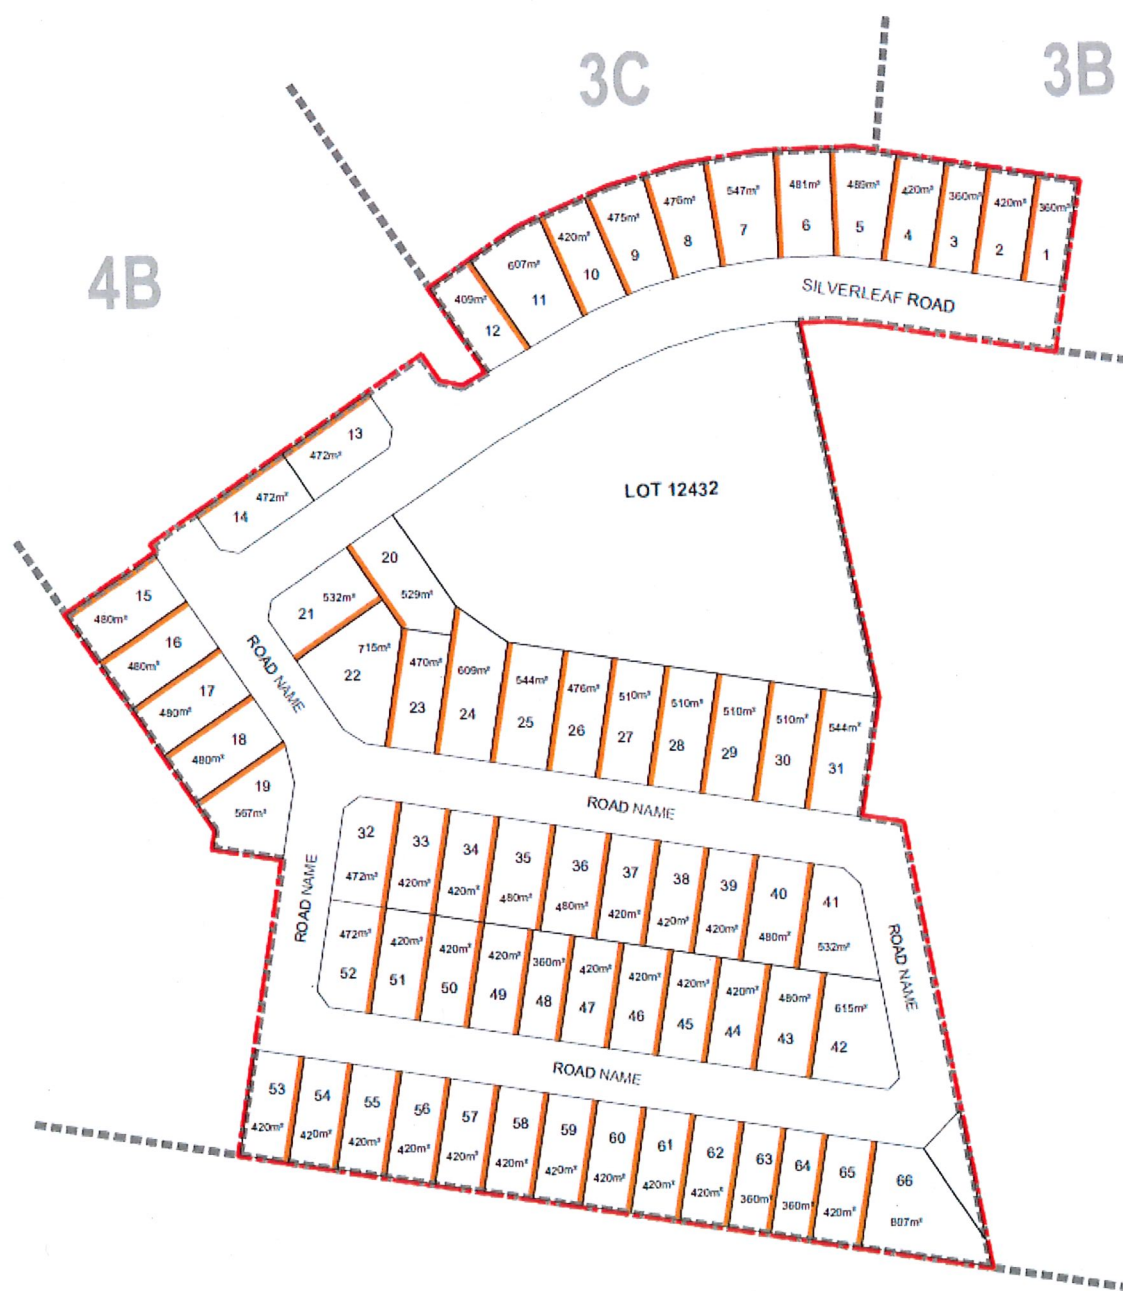 3C
3B
4B
360m²
1
420m²
2
360m²
3
420m²
4
489m²
5
481m²
6
547m²
7
476m²
8
475m²
9
420m²
10
607m²
11
409m²
12
SILVERLEAF ROAD
13
472m²
472m²
14
LOT 12432
15
480m²
16
480m²
17
480m²
18
480m²
19
567m²
ROAD NAME
20
529m²
532m²
21
715m²
22
470m²
23
609m²
24
544m²
25
476m²
26
510m²
27
510m²
28
510m²
29
510m²
30
544m²
31
ROAD NAME
ROAD NAME
ROAD NAME
32
472m²
33
420m²
34
420m²
35
480m²
36
480m²
37
420m²
38
420m²
39
420m²
40
480m²
41
532m²
472m²
52
420m²
51
420m²
50
420m²
49
360m²
48
420m²
47
420m²
46
420m²
45
420m²
44
480m²
43
615m²
42
ROAD NAME
53
420m²
54
420m²
55
420m²
56
420m²
57
420m²
58
420m²
59
420m²
60
420m²
61
420m²
62
420m²
63
360m²
64
360m²
65
420m²
66
807m²